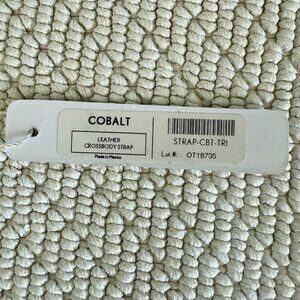 COBALT
LEATHER
CROSSBODY STRAP
Made in Mexico
STRAP-CBT-TRI
Lot #: OT18735